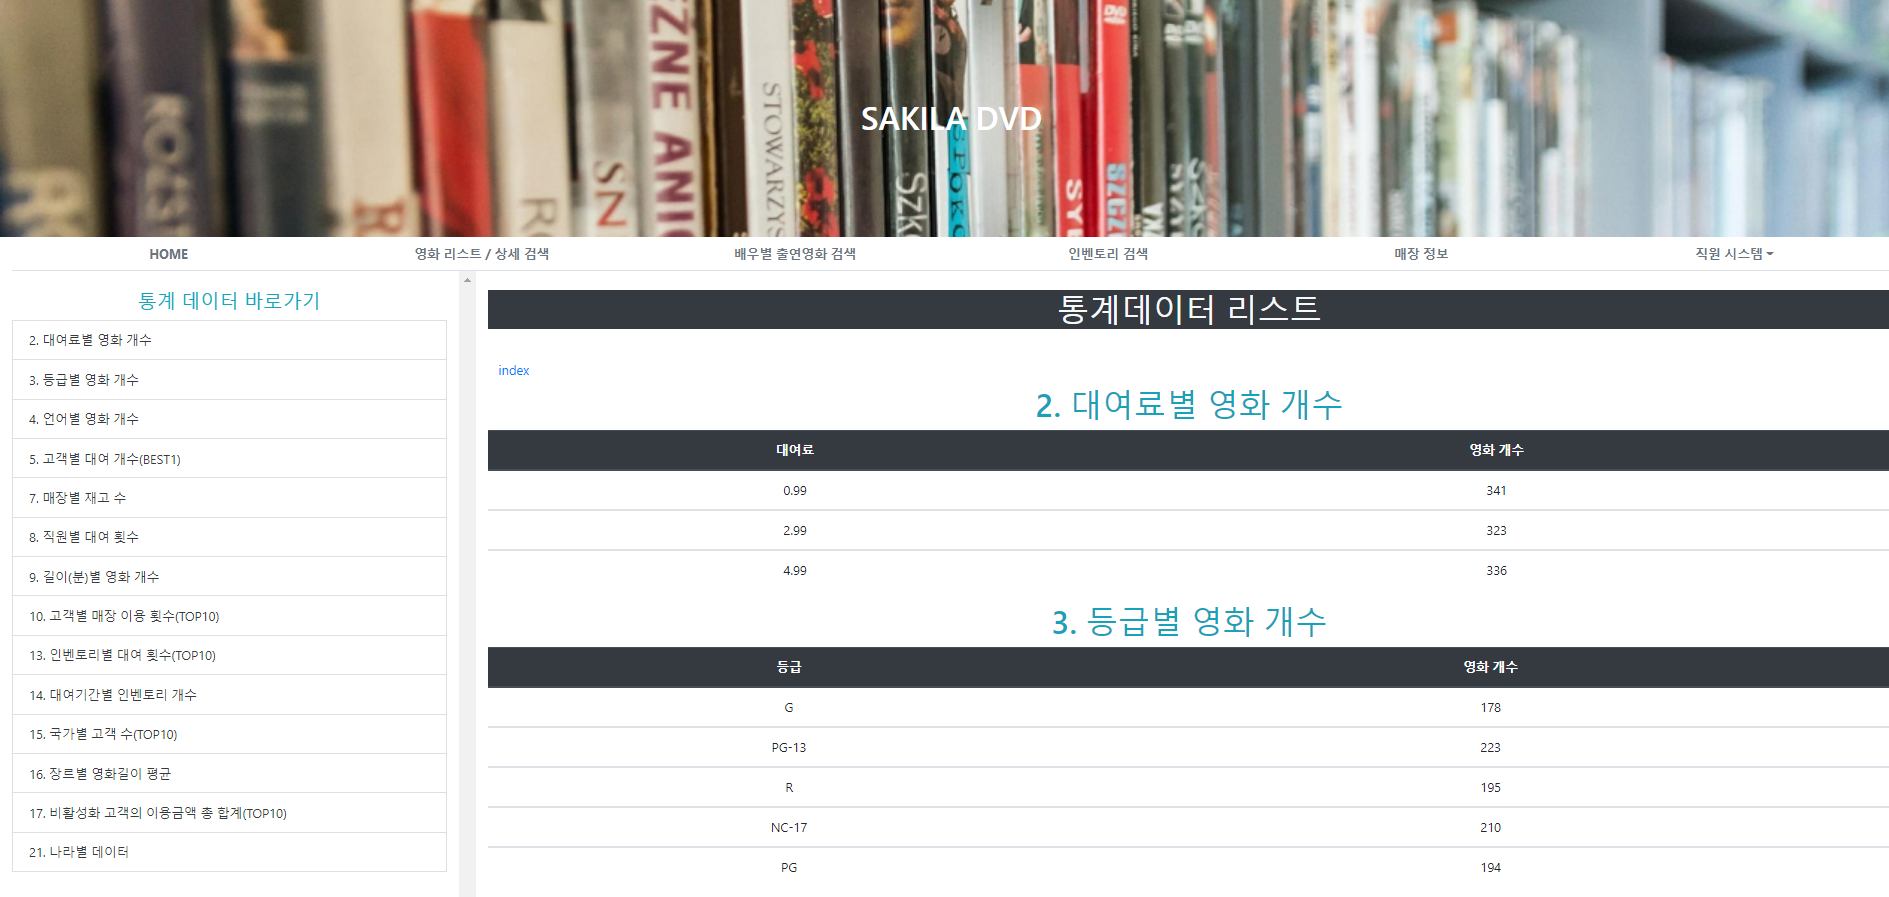 ROES
RO
SN
ZNE ANIO
STOWARZYS
SZKO
SPOKO
SY
DVD
SZCZ
SAKILA DVD
HOME 영화 리스트 / 상세 검색 배우별 출연영화 검색 인벤토리 검색 매장 정보 직원 시스템
통계 데이터 바로가기
2. 대여료별 영화 개수
3. 등급별 영화 개수
4. 언어별 영화 개수
5. 고객별 대여 개수(BEST1)
7. 매장별 재고 수
8. 직원별 대여 횟수
9. 길이(분)별 영화 개수
10. 고객별 매장 이용 횟수(TOP10)
13. 인벤토리별 대여 횟수(TOP10)
14. 대여기간별 인벤토리 개수
15. 국가별 고객 수(TOP10)
16. 장르별 영화길이 평균
17. 비활성화 고객의 이용금액 총 합계(TOP10)
21. 나라별 데이터
통계데이터 리스트
index
2. 대여료별 영화 개수
대여료 영화 개수
0.99 341
2.99 323
4.99 336
3. 등급별 영화 개수
등급 영화 개수
G 178
PG-13 223
R 195
NC-17 210
PG 194